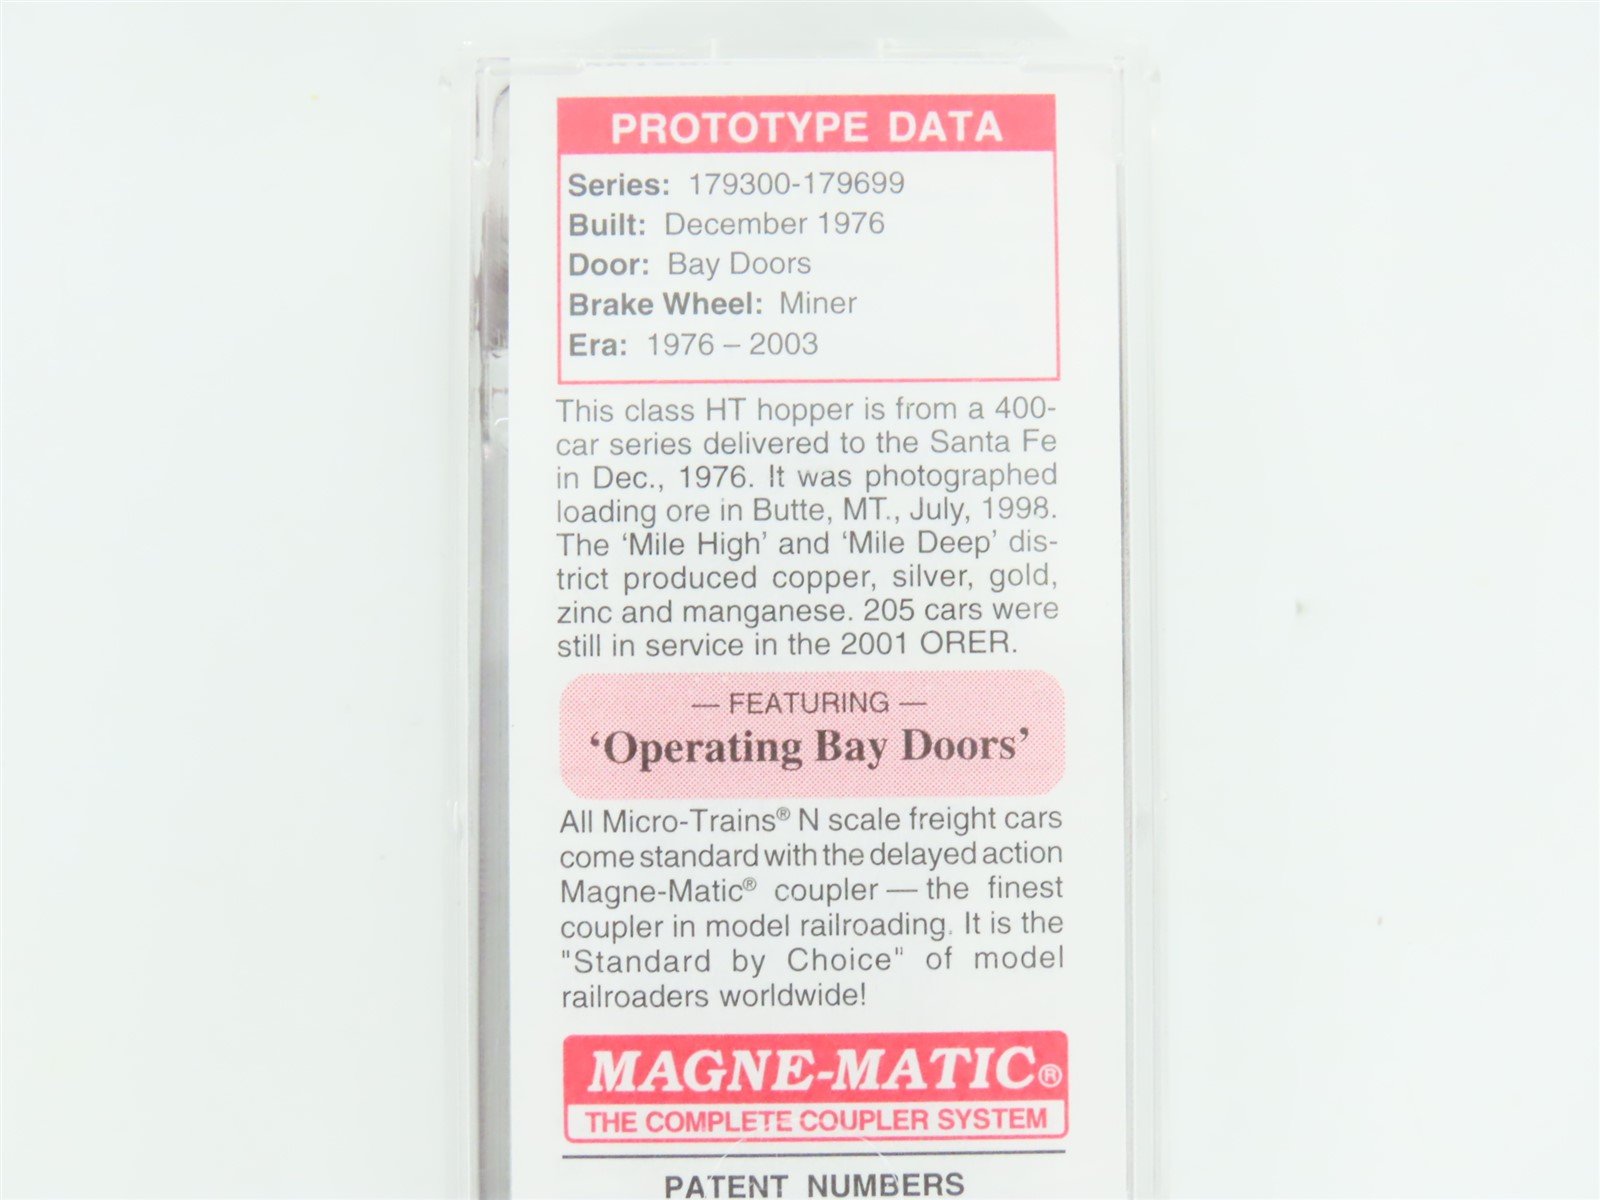 PROTOTYPE DATA
Series: 179300-179699
Built: December 1976
Door: Bay Doors
Brake Wheel: Miner
Era: 1976 – 2003
This class HT hopper is from a 400-
car series delivered to the Santa Fe
in Dec., 1976. It was photographed
loading ore in Butte, MT., July, 1998.
The ‘Mile High’ and ‘Mile Deep’ dis-
trict produced copper, silver, gold,
zinc and manganese. 205 cars were
still in service in the 2001 ORER.
— FEATURING —
‘Operating Bay Doors’
All Micro-Trains® N scale freight cars
come standard with the delayed action
Magne-Matic® coupler — the finest
coupler in model railroading. It is the
"Standard by Choice" of model
railroaders worldwide!
MAGNE-MATIC®
THE COMPLETE COUPLER SYSTEM
PATENT NUMBERS